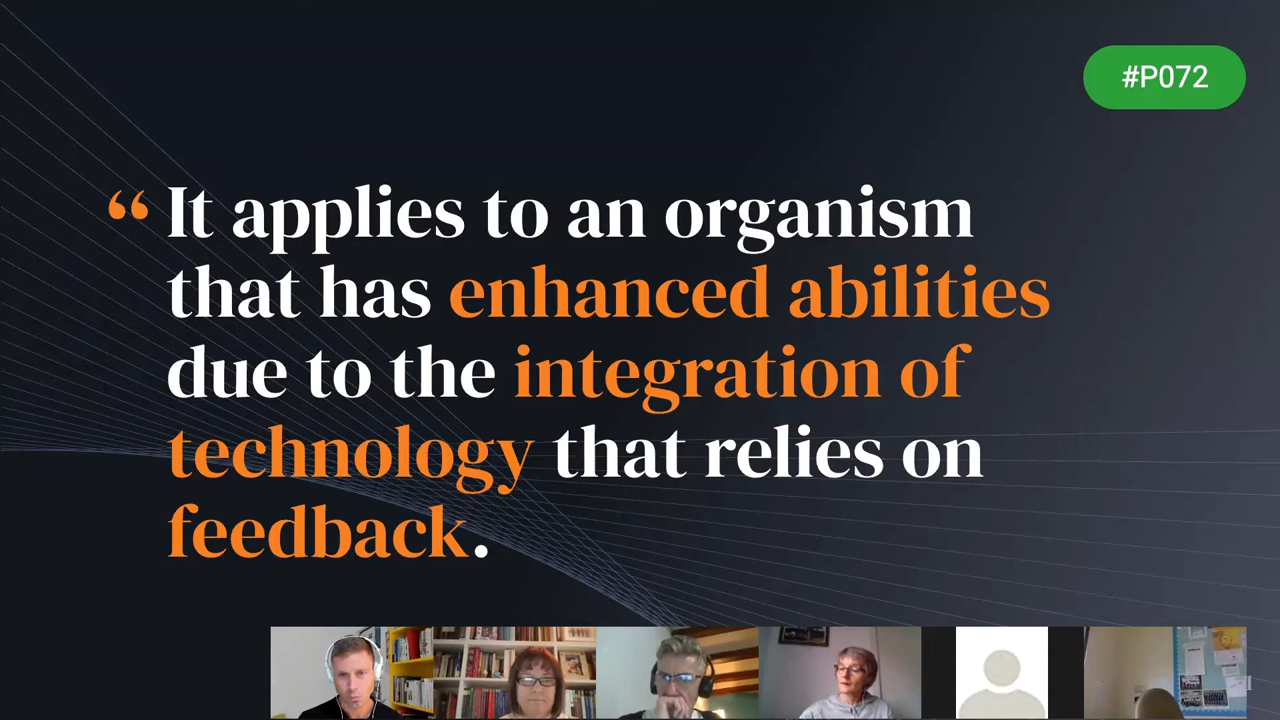 #P072
“ It applies to an organism
that has enhanced abilities
due to the integration of
technology that relies on
feedback.